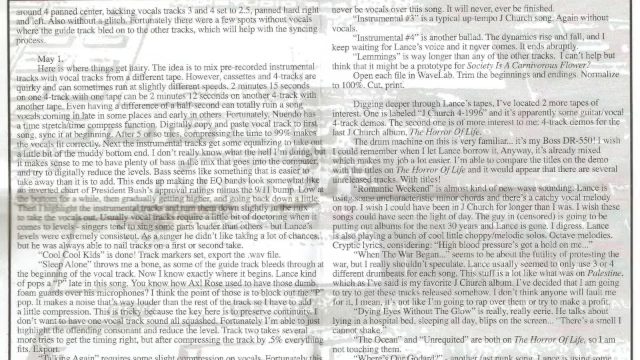 around 4 panned center, backing vocals tracks 3 and 4 set to 2.5, panned hard right
and left. Also without a glitch. Fortunately there were a few spots without vocals
where the guide track bled on to the other tracks, which will help with the syncing
process.
May 1.
Here is where things get hairy. The idea is to mix pre-recorded instrumental
tracks with vocal tracks from a different tape. However, cassettes and 4-tracks are
quirky and can sometimes run at slightly different speeds. 2 minutes 15 seconds
on one 4-track with one tape can be 2 minutes 12 seconds on another 4-track with
another tape. Even having a difference of a half-second can totally ruin a song
vocals coming in late in some places and early in others. Fortunately, Nuendo has
a time stretch/time compress function. Digitally copy and paste vocal track to first
song, sync it at beginning. After 5 or so tries, compressing the time to 99% makes
the vocals fit correctly. Next the instrumental tracks get some equalizing to take out
a little bit of the muddy bottom end. I don't really know what the hell I'm doing, but
it makes sense to me to have plenty of bass in the mix that goes into the computer,
and try to digitally reduce the levels. Bass seems like something that is easier to
take away than it is to add. This ends up making the EQ bands look somewhat like
an inverted chart of President Bush's approval ratings minus the 9/11 bump. Low at
the bottom for a while, then gradually getting higher, and going back down a little.
Then I highlight the instrumental tracks and turn them down slightly in the
to take the vocals out. Usually vocal tracks require a little bit of doctoring when it
comes to levels- singers tend to sing some parts louder than others - but Lance's
levels were extremely consistent. As a singer he didn't like taking a lot of chances,
but he was always able to nail tracks on a first or second take.
"Cool Cool Kids" is done! Track markers set, export the .wav file.
"Sleep Alone" throws me a bone, as some of the guide track bleeds through at
the beginning of the vocal track. Now I know exactly where it begins. Lance kind
of pops a "P" late in this song. You know how Axl Rose used to have those dumb
foam guards over his microphones? I think the point of those is to block out the "P"
pop. It makes a noise that's way louder than the rest of the track so I have to add
a little compression. This is tricky because the key here is to preserve continuity. I
don't want to have one vocal track all squashed. Fortunately I'm able to just
highlight the offending consonant and reduce the level. Track two takes several
more tries to get the timing right, but after compressing the track by .5% everything
fits. Export.
Again" requires some slight compression on vocals. Fortunately this
never be vocals over this song. It will never, ever be finished.
"Instrumental #3" is a typical up-tempo J Church song. Again without
vocals.
"Instrumental #4" is another ballad. The dynamics rise and fall, and I
keep waiting for Lance's voice and it never comes. It ends abruptly.
"Lemmings" is way longer than any of the other tracks. I can't help but
think that it might be a prototype for Society Is A Carnivorous Flower.
Open each file in WaveLab. Trim the beginnings and endings. Normalize
to 100%. Cut, print.
Digging deeper through Lance's tapes, I've located 2 more tapes of
interest. One is labeled "J Church 4-1996" and it's apparently some guitar/vocal
4-track demos. The second one is more interest to me: 4-track demos for the
last J Church album, The Horror Of Life.
The drum machine on this is very familiar... it's my Boss DR-550! I wish
I could remember when I let Lance borrow it. Anyway, it's already mixed
which makes my job a lot easier. I'm able to compare the titles on the demo
with the titles on The Horror Of Life and it would appear that there are several
unreleased tracks. With titles!
"Romantic Weekend" is almost kind of new-wave sounding. Lance is
using some uncharacteristic minor chords and there's a catchy vocal melody
on top. I wish I could have been in J Church for longer than I was. I wish these
songs could have seen the light of day. The guy in (censored) is going to be
putting out albums for the next 30 years and Lance is gone. I digress. Lance
is also playing a bunch of cool little choppy/melodic solos. Octave melodies.
Cryptic lyrics, considering: "High blood pressure's got a hold on me..."
"When The War Began..." seems to be about the futility of protesting the
war, but I really shouldn't speculate. Lance usually seemed to only use 3 or 4
different drumbeats for each song. This stuff is a lot like what was on Palestine,
which as I've said is my favorite J Church album. I've decided that I am going
to try to get these tracks released somehow. I don't think anyone will fault me
for it, I mean, it's not like I'm going to rap over them or try to make a profit.
"Dying Eyes Without The Glow" is really, really eerie. He talks about
lying in a hospital bed, sleeping all day, blips on the screen... "There's a smell I
cannot shake."
"The Ocean" and "Unrequited" are both on The Horror Of Life, so I am
not touching them.
"Where's Our Godard?" - another fast punk song. Lance is using some